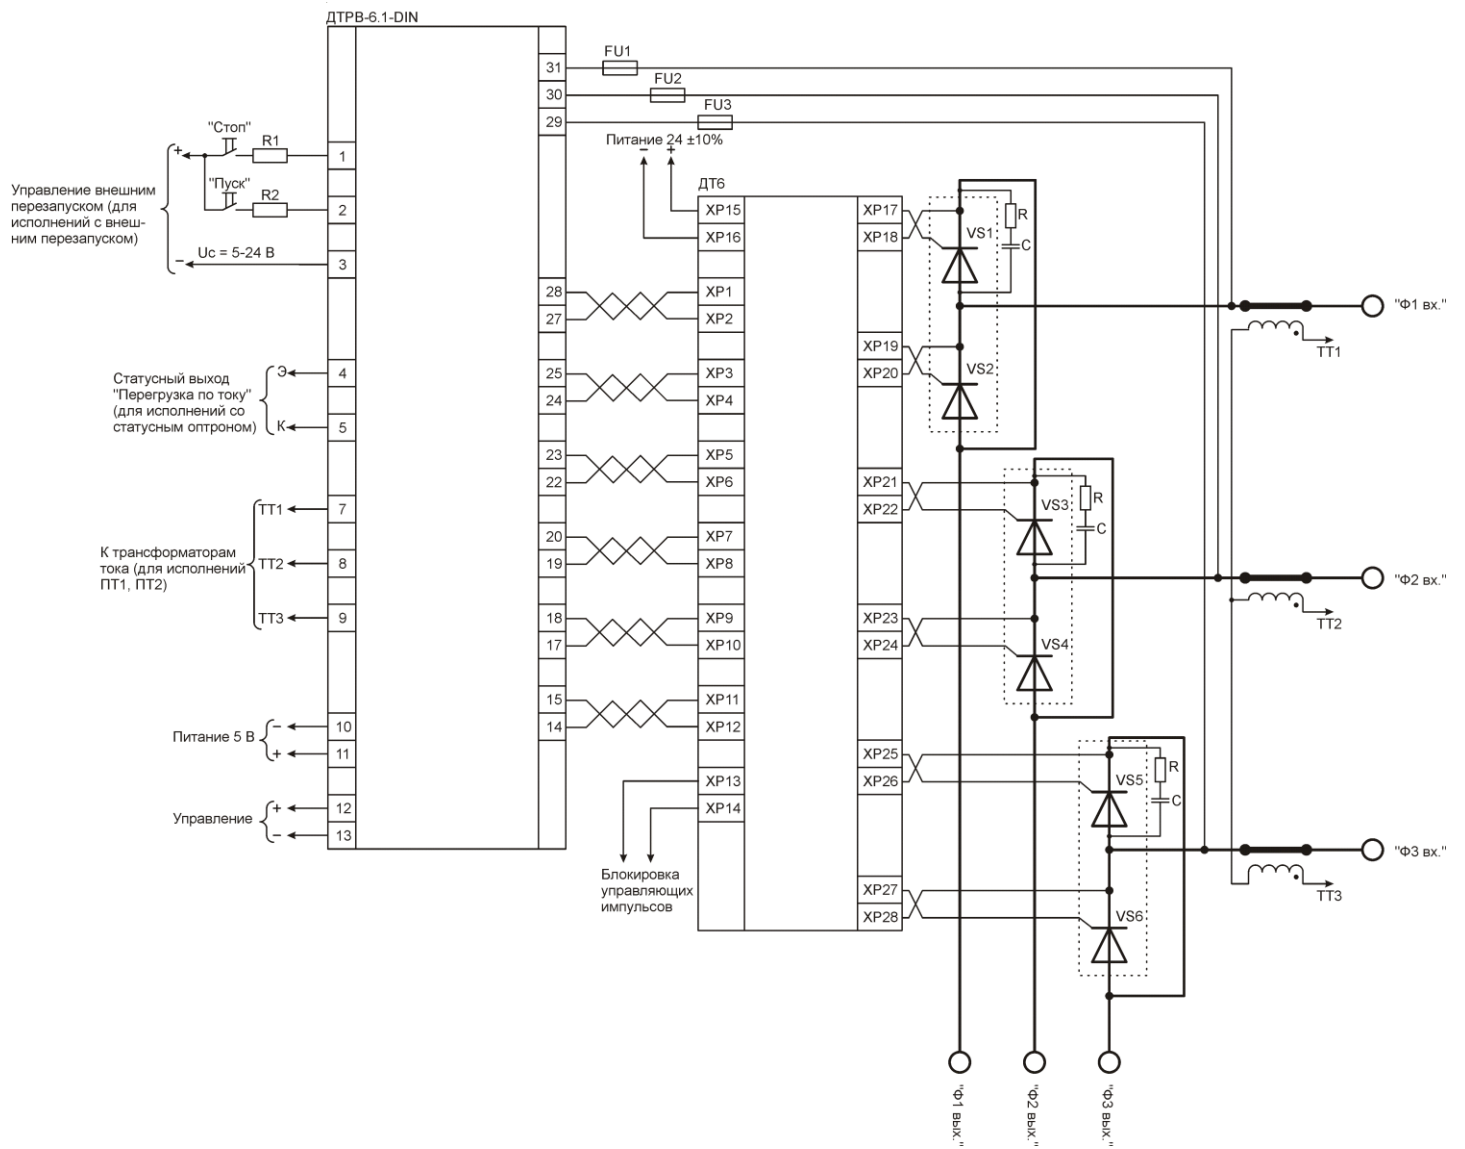 ДТРВ-6.1-DIN
31
FU1
30
FU2
29
FU3
Питание 24 ±10%
− +
"Стоп"
R1
+
1
"Пуск"
R2
2
Управление внешним
перезапуском (для
исполнений с внеш-
ним перезапуском)
Uc = 5-24 В
−
3
ДТ6
XP15
XP16
XP17
XP18
VS1
R
C
28
27
XP1
XP2
"Ф1 вх."
TT1
XP19
XP20
VS2
Статусный выход
"Перегрузка по току"
(для исполнений со
статусным оптроном)
Э
4
К
5
25
24
XP3
XP4
23
22
XP5
XP6
XP21
XP22
VS3
R
C
К трансформаторам
тока (для исполнений
ПТ1, ПТ2)
ТТ1
7
ТТ2
8
ТТ3
9
20
19
XP7
XP8
"Ф2 вх."
TT2
18
17
XP9
XP10
XP23
XP24
VS4
15
14
XP11
XP12
Питание 5 В
−
10
+
11
XP25
XP26
VS5
R
C
Управление
+
12
−
13
XP13
XP14
Блокировка
управляющих
импульсов
"Ф3 вх."
TT3
XP27
XP28
VS6
"Ф1 вых."
"Ф2 вых."
"Ф3 вых."